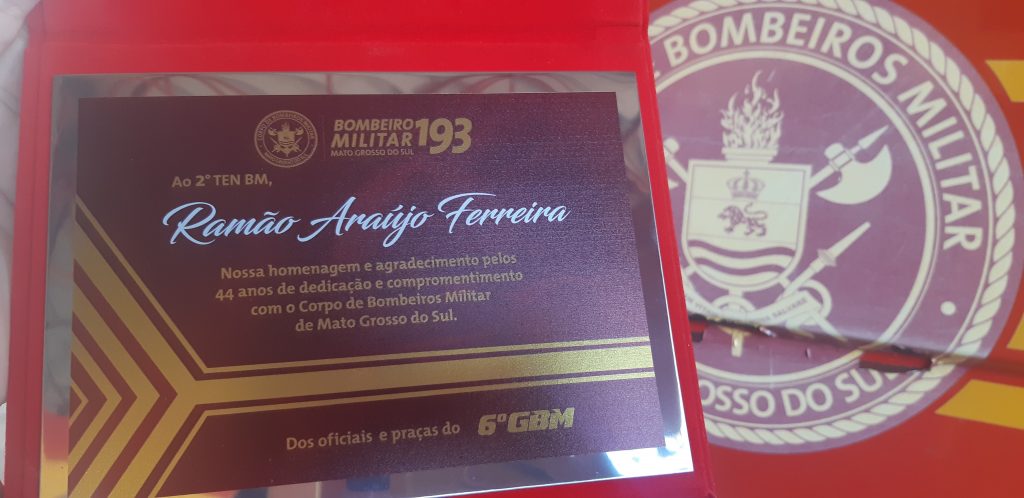 BOMBEIRO
MILITAR 193
MATO GROSSO DO SUL
Ao 2º TEN BM,
Ramão Araújo Ferreira
Nossa homenagem e agradecimento pelos
44 anos de dedicação e comprometimento
com o Corpo de Bombeiros Militar
de Mato Grosso do Sul.
Dos oficiais e praças do 6ºGBM
E BOMBEIROS MILITAR
OSSO DO SUL